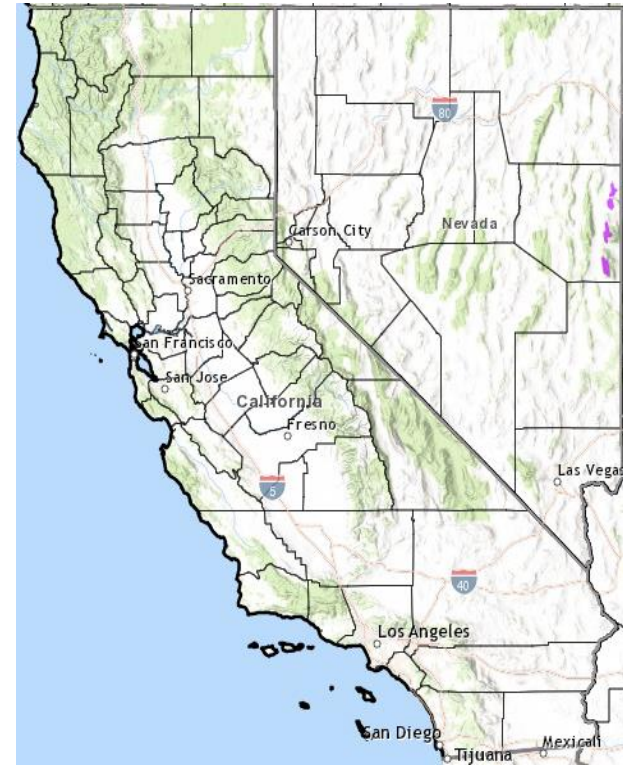 80
Carson City
Nevada
Sacramento
San Francisco
San Jose
California
Fresno
Las Vegas
5
40
Los Angeles
San Diego
Tijuana
Mexicali